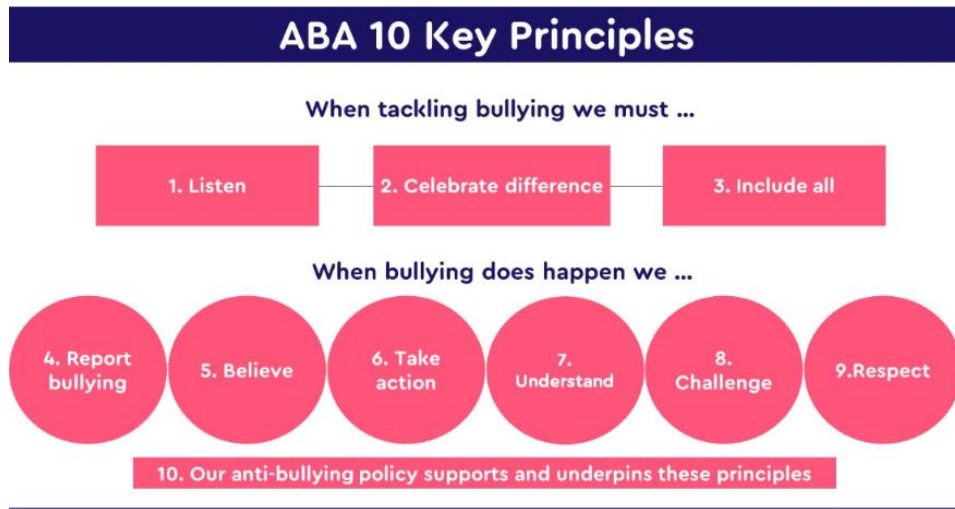 ABA 10 Key Principles
When tackling bullying we must ...
1. Listen
2. Celebrate difference
3. Include all
When bullying does happen we ...
4. Report
bullying
5. Believe
6. Take
action
7.
Understand
8.
Challenge
9.Respect
10. Our anti-bullying policy supports and underpins these principles